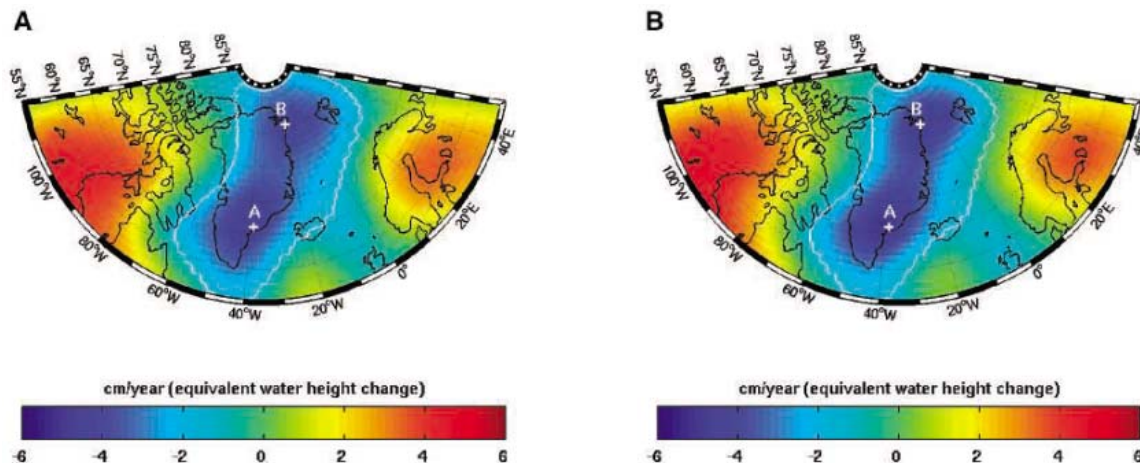 A
B
55°N 60°N 65°N 70°N 75°N 80°N 85°N
55°N 60°N 65°N 70°N 75°N 80°N 85°N
B
A
B
A
100°W 80°W 60°W 40°W 20°W 0° 20°E 40°E
100°W 80°W 60°W 40°W 20°W 0° 20°E 40°E
cm/year (equivalent water height change)
-6 -4 -2 0 2 4 6
cm/year (equivalent water height change)
-6 -4 -2 0 2 4 6